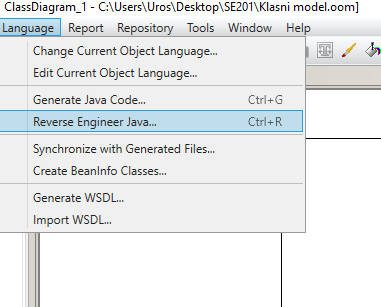 ClassDiagram_1 - C:\Users\Uros\Desktop\SE201\Klasni model.oom]
Language Report Repository Tools Window Help
Change Current Object Language...
Edit Current Object Language...
Generate Java Code... Ctrl+G
Reverse Engineer Java... Ctrl+R
Synchronize with Generated Files...
Create BeanInfo Classes...
Generate WSDL...
Import WSDL...